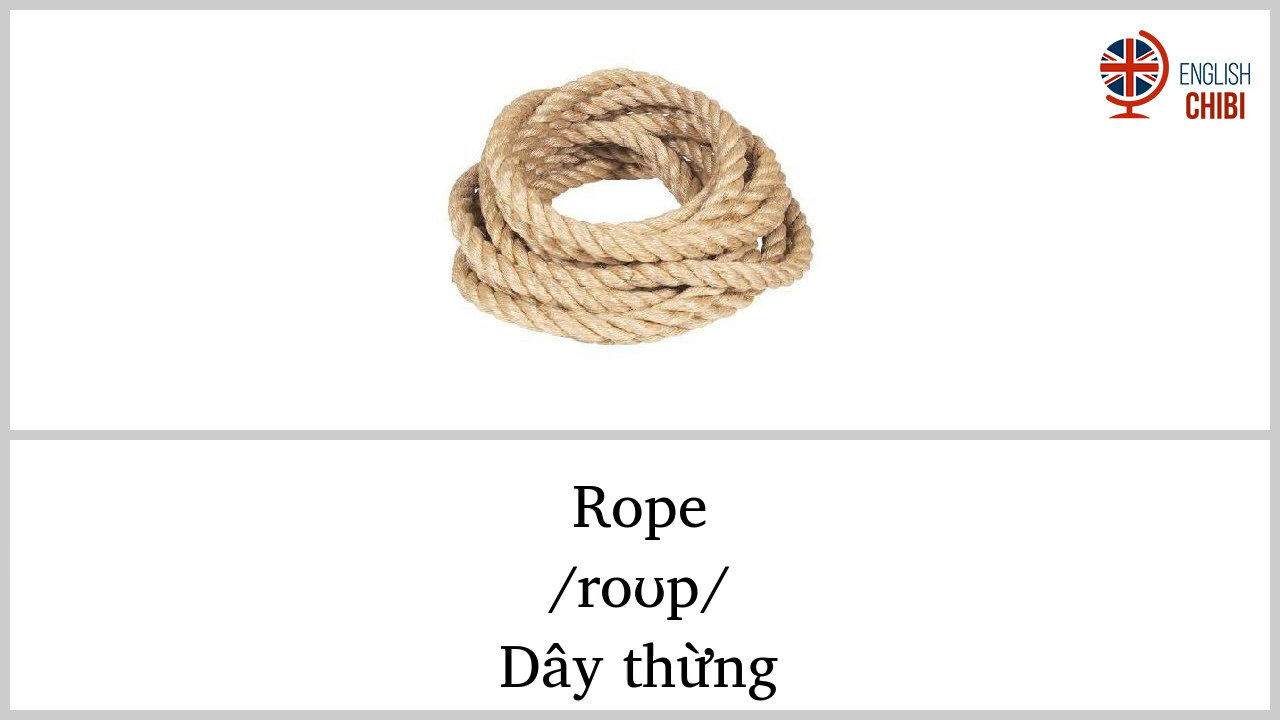 ENGLISH
CHIBI
Rope
/roʊp/
Dây thừng